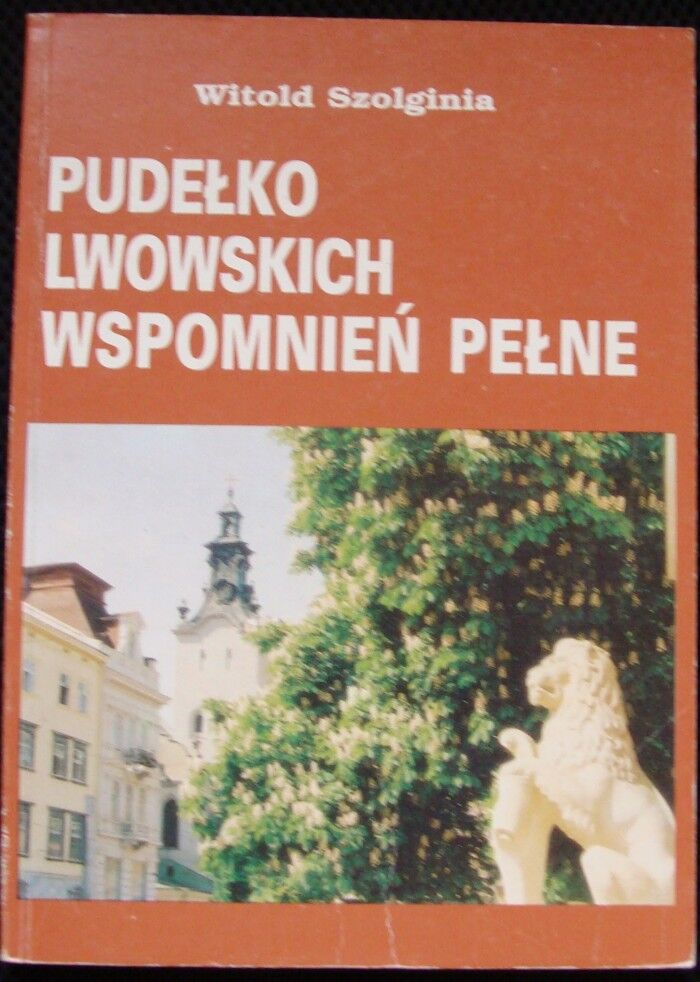 Witold Szolginia
PUDEŁKO
LWOWSKICH
WSPOMNIEŃ PEŁNE